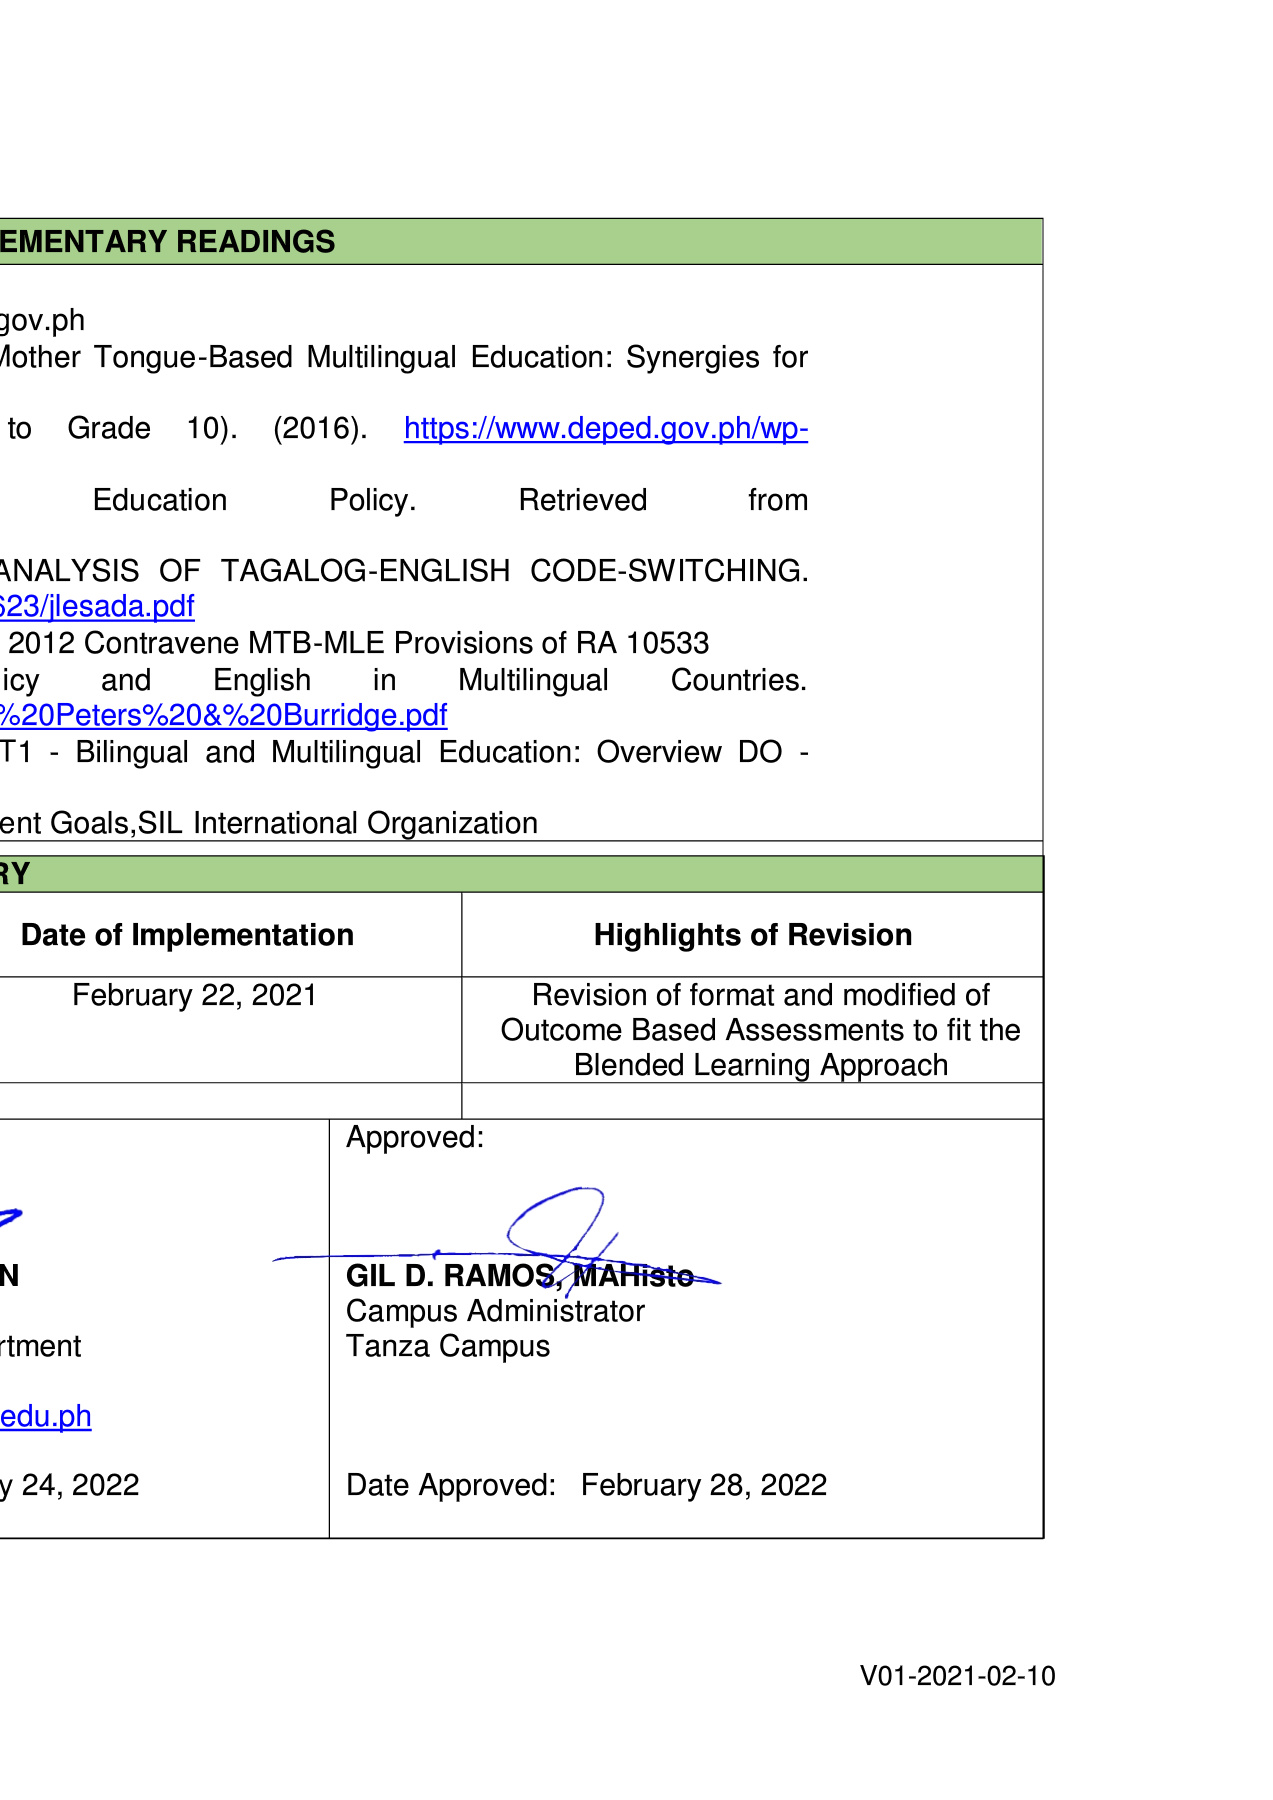 EMENTARY READINGS
gov.ph
Mother Tongue-Based Multilingual Education: Synergies for
to Grade 10). (2016). https://www.deped.gov.ph/wp-
Education Policy. Retrieved from
ANALYSIS OF TAGALOG-ENGLISH CODE-SWITCHING.
623/jlesada.pdf
2012 Contravene MTB-MLE Provisions of RA 10533
icy and English in Multilingual Countries.
%20Peters%20&%20Burridge.pdf
T1 - Bilingual and Multilingual Education: Overview DO -
ent Goals,SIL International Organization
RY
Date of Implementation
Highlights of Revision
February 22, 2021
Revision of format and modified of
Outcome Based Assessments to fit the
Blended Learning Approach
N
rtment
edu.ph
y 24, 2022
Approved:
GIL D. RAMOS, MAHisto
Campus Administrator
Tanza Campus
Date Approved: February 28, 2022
V01-2021-02-10